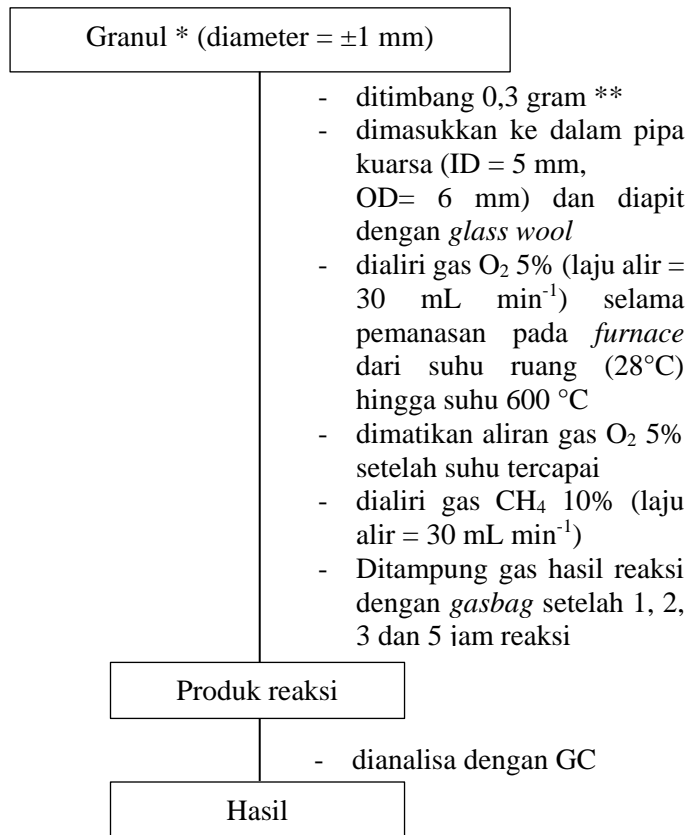 Granul * (diameter = ±1 mm)
- ditimbang 0,3 gram **
- dimasukkan ke dalam pipa
kuarsa (ID = 5 mm,
OD= 6 mm) dan diapit
dengan glass wool
- dialiri gas O₂ 5% (laju alir =
30 mL min⁻¹) selama
pemanasan pada furnace
dari suhu ruang (28°C)
hingga suhu 600 °C
- dimatikan aliran gas O₂ 5%
setelah suhu tercapai
- dialiri gas CH₄ 10% (laju
alir = 30 mL min⁻¹)
- Ditampung gas hasil reaksi
dengan gasbag setelah 1, 2,
3 dan 5 jam reaksi
Produk reaksi
- dianalisa dengan GC
Hasil